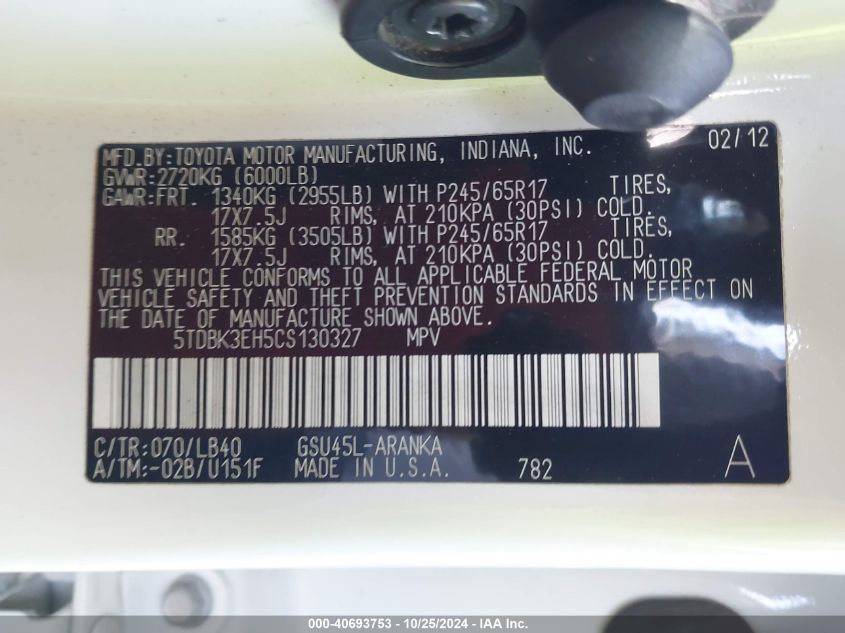 MFD.BY:TOYOTA MOTOR MANUFACTURING, INDIANA, INC. 02/12
GVWR:2720KG (6000LB)
GAWR:FRT. 1340KG (2955LB) WITH P245/65R17 TIRES,
17X7.5J RIMS, AT 210KPA (30PSI) COLD.
RR. 1585KG (3505LB) WITH P245/65R17 TIRES,
17X7.5J RIMS, AT 210KPA (30PSI) COLD.
THIS VEHICLE CONFORMS TO ALL APPLICABLE FEDERAL MOTOR
VEHICLE SAFETY AND THEFT PREVENTION STANDARDS IN EFFECT ON
THE DATE OF MANUFACTURE SHOWN ABOVE.
5TDBK3EH5CS130327 MPV
C/TR:070/LB40 GSU45L-ARANKA
A/TM:-02B/U151F MADE IN U.S.A. 782 A
000-40693753 - 10/25/2024 - IAA Inc.